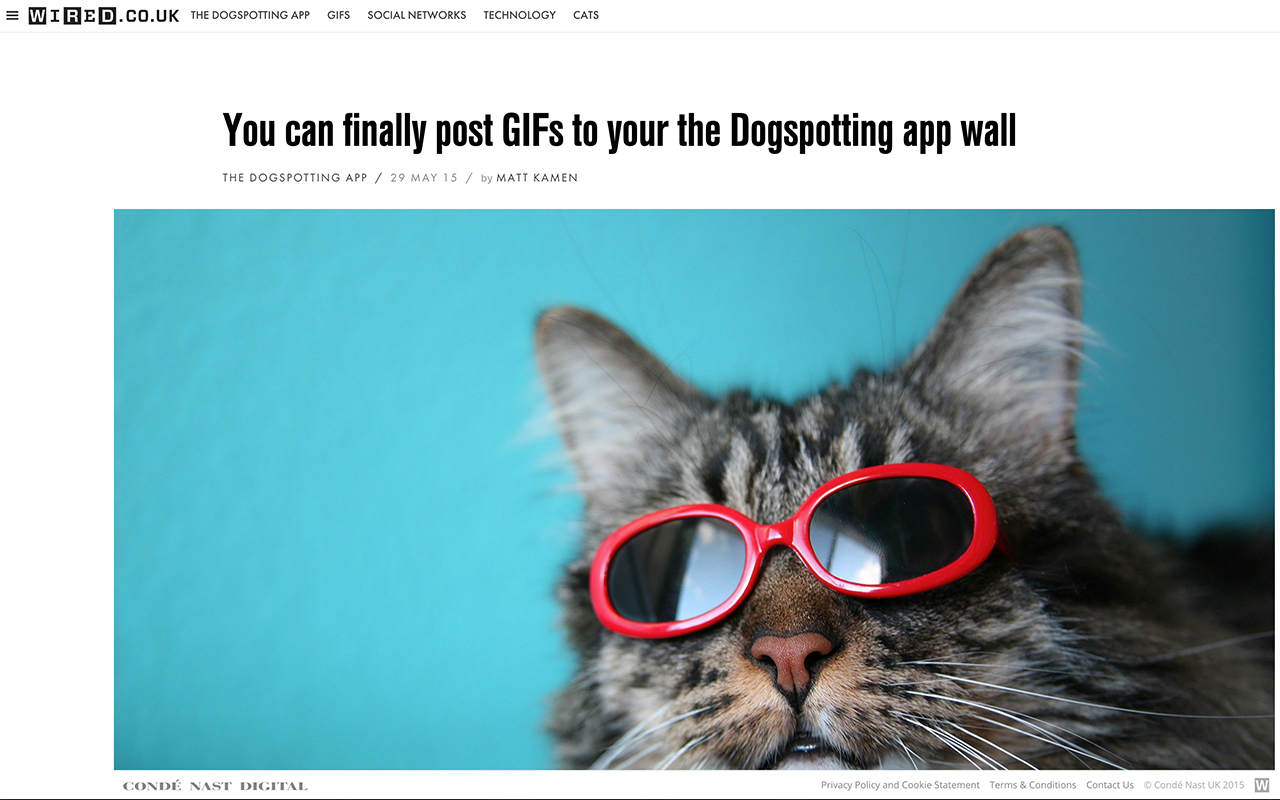 WIRED.CO.UK THE DOGSPOTTING APP GIFS SOCIAL NETWORKS TECHNOLOGY CATS
You can finally post GIFs to your the Dogspotting app wall
THE DOGSPOTTING APP / 29 MAY 15 / by MATT KAMEN
CONDÉ NAST DIGITAL Privacy Policy and Cookie Statement Terms & Conditions Contact Us © Condé Nast UK 2015 W